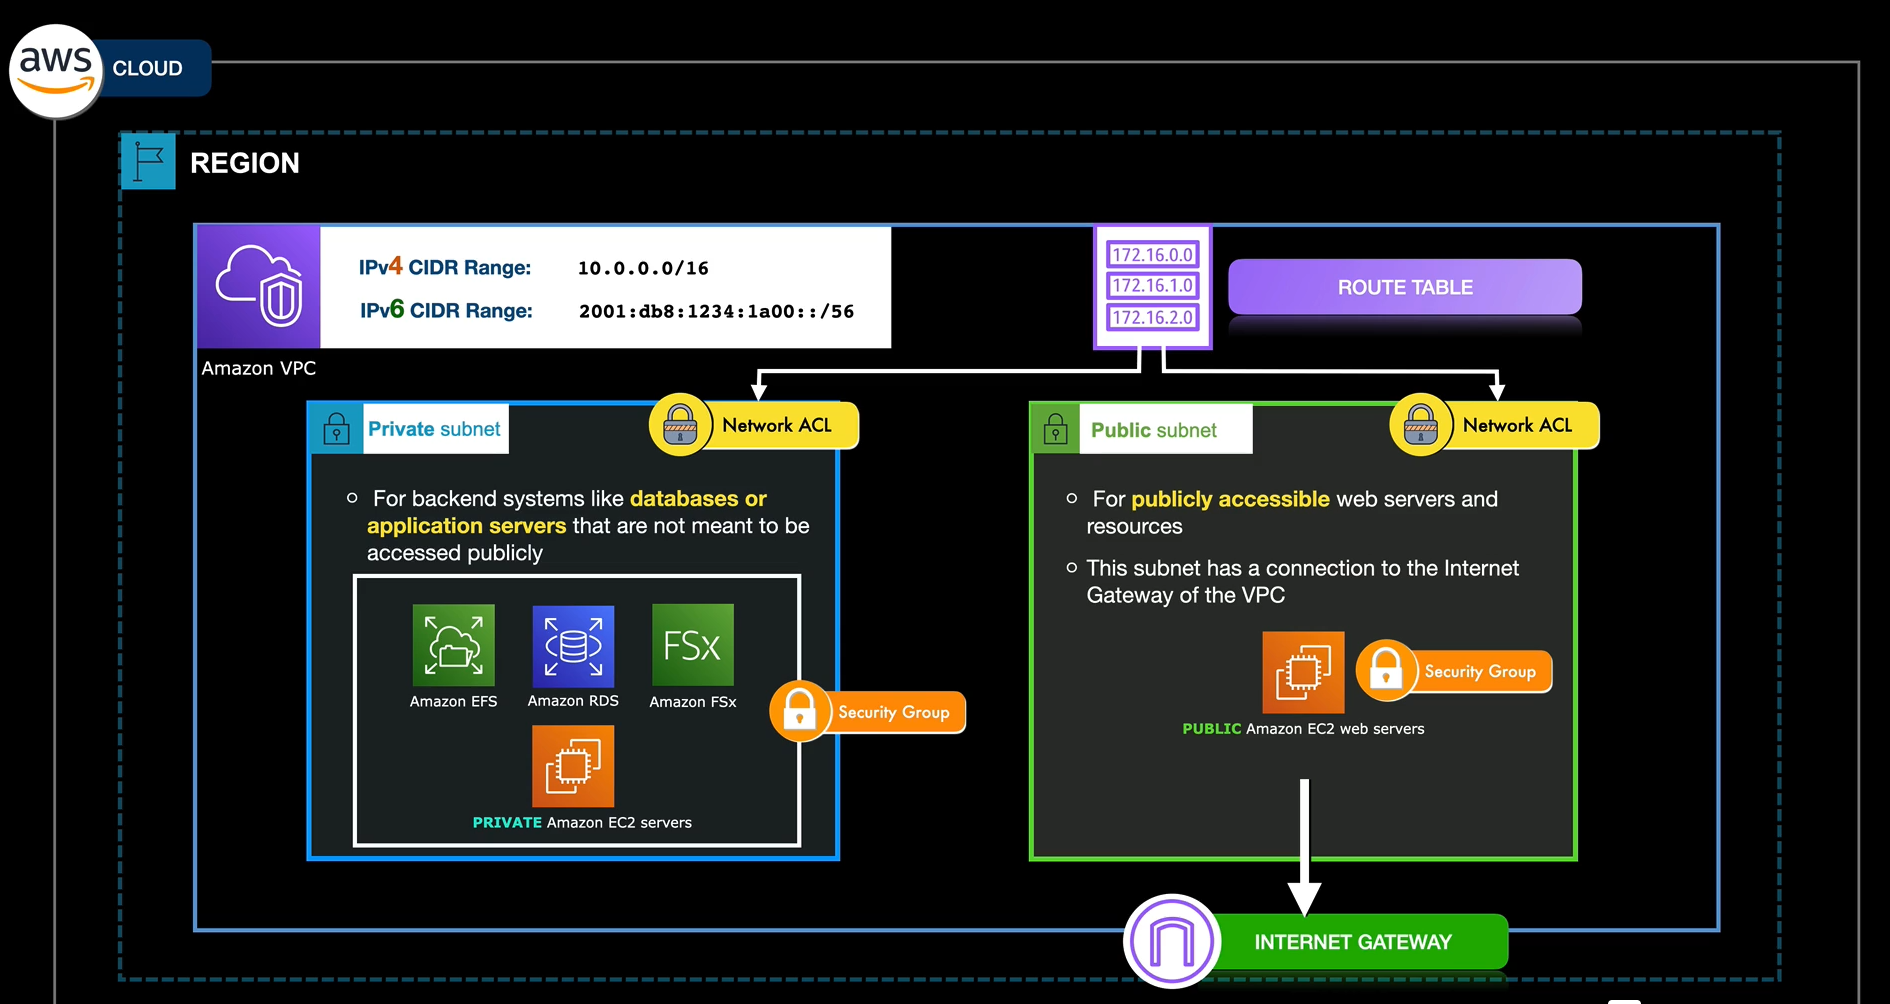 aws CLOUD
REGION
IPv4 CIDR Range: 10.0.0.0/16
IPv6 CIDR Range: 2001:db8:1234:1a00::/56
Amazon VPC
172.16.0.0
172.16.1.0
172.16.2.0
ROUTE TABLE
Private subnet
Network ACL
For backend systems like databases or
application servers that are not meant to be
accessed publicly
Amazon EFS
Amazon RDS
FSx
Amazon FSx
Security Group
PRIVATE Amazon EC2 servers
Public subnet
Network ACL
For publicly accessible web servers and
resources
This subnet has a connection to the Internet
Gateway of the VPC
Security Group
PUBLIC Amazon EC2 web servers
INTERNET GATEWAY